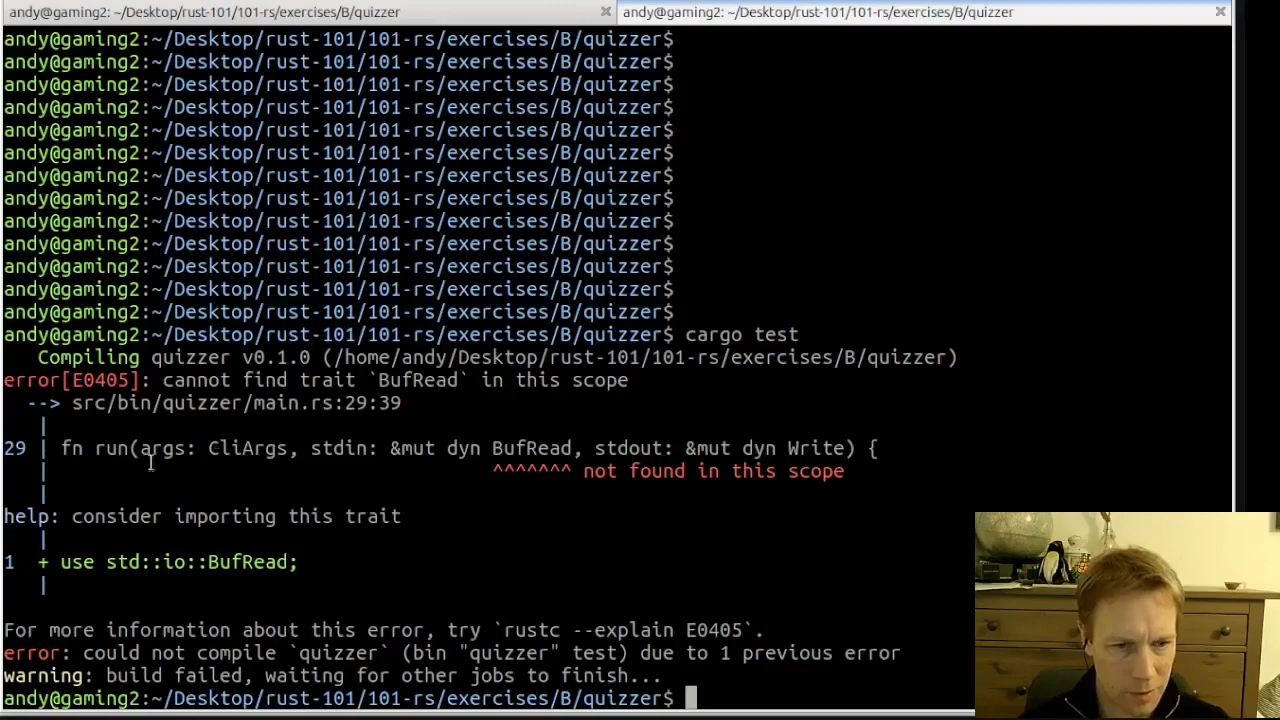 andy@gaming2: ~/Desktop/rust-101/101-rs/exercises/B/quizzer × andy@gaming2: ~/Desktop/rust-101/101-rs/exercises/B/quizzer ×
andy@gaming2:~/Desktop/rust-101/101-rs/exercises/B/quizzer$
andy@gaming2:~/Desktop/rust-101/101-rs/exercises/B/quizzer$
andy@gaming2:~/Desktop/rust-101/101-rs/exercises/B/quizzer$
andy@gaming2:~/Desktop/rust-101/101-rs/exercises/B/quizzer$
andy@gaming2:~/Desktop/rust-101/101-rs/exercises/B/quizzer$
andy@gaming2:~/Desktop/rust-101/101-rs/exercises/B/quizzer$
andy@gaming2:~/Desktop/rust-101/101-rs/exercises/B/quizzer$
andy@gaming2:~/Desktop/rust-101/101-rs/exercises/B/quizzer$
andy@gaming2:~/Desktop/rust-101/101-rs/exercises/B/quizzer$
andy@gaming2:~/Desktop/rust-101/101-rs/exercises/B/quizzer$
andy@gaming2:~/Desktop/rust-101/101-rs/exercises/B/quizzer$
andy@gaming2:~/Desktop/rust-101/101-rs/exercises/B/quizzer$
andy@gaming2:~/Desktop/rust-101/101-rs/exercises/B/quizzer$
andy@gaming2:~/Desktop/rust-101/101-rs/exercises/B/quizzer$ cargo test
   Compiling quizzer v0.1.0 (/home/andy/Desktop/rust-101/101-rs/exercises/B/quizzer)
error[E0405]: cannot find trait `BufRead` in this scope
  --> src/bin/quizzer/main.rs:29:39
   |
29 | fn run(args: CliArgs, stdin: &mut dyn BufRead, stdout: &mut dyn Write) {
   |                                       ^^^^^^^ not found in this scope
   |
help: consider importing this trait
   |
1  + use std::io::BufRead;
   |
For more information about this error, try `rustc --explain E0405`.
error: could not compile `quizzer` (bin "quizzer" test) due to 1 previous error
warning: build failed, waiting for other jobs to finish...
andy@gaming2:~/Desktop/rust-101/101-rs/exercises/B/quizzer$